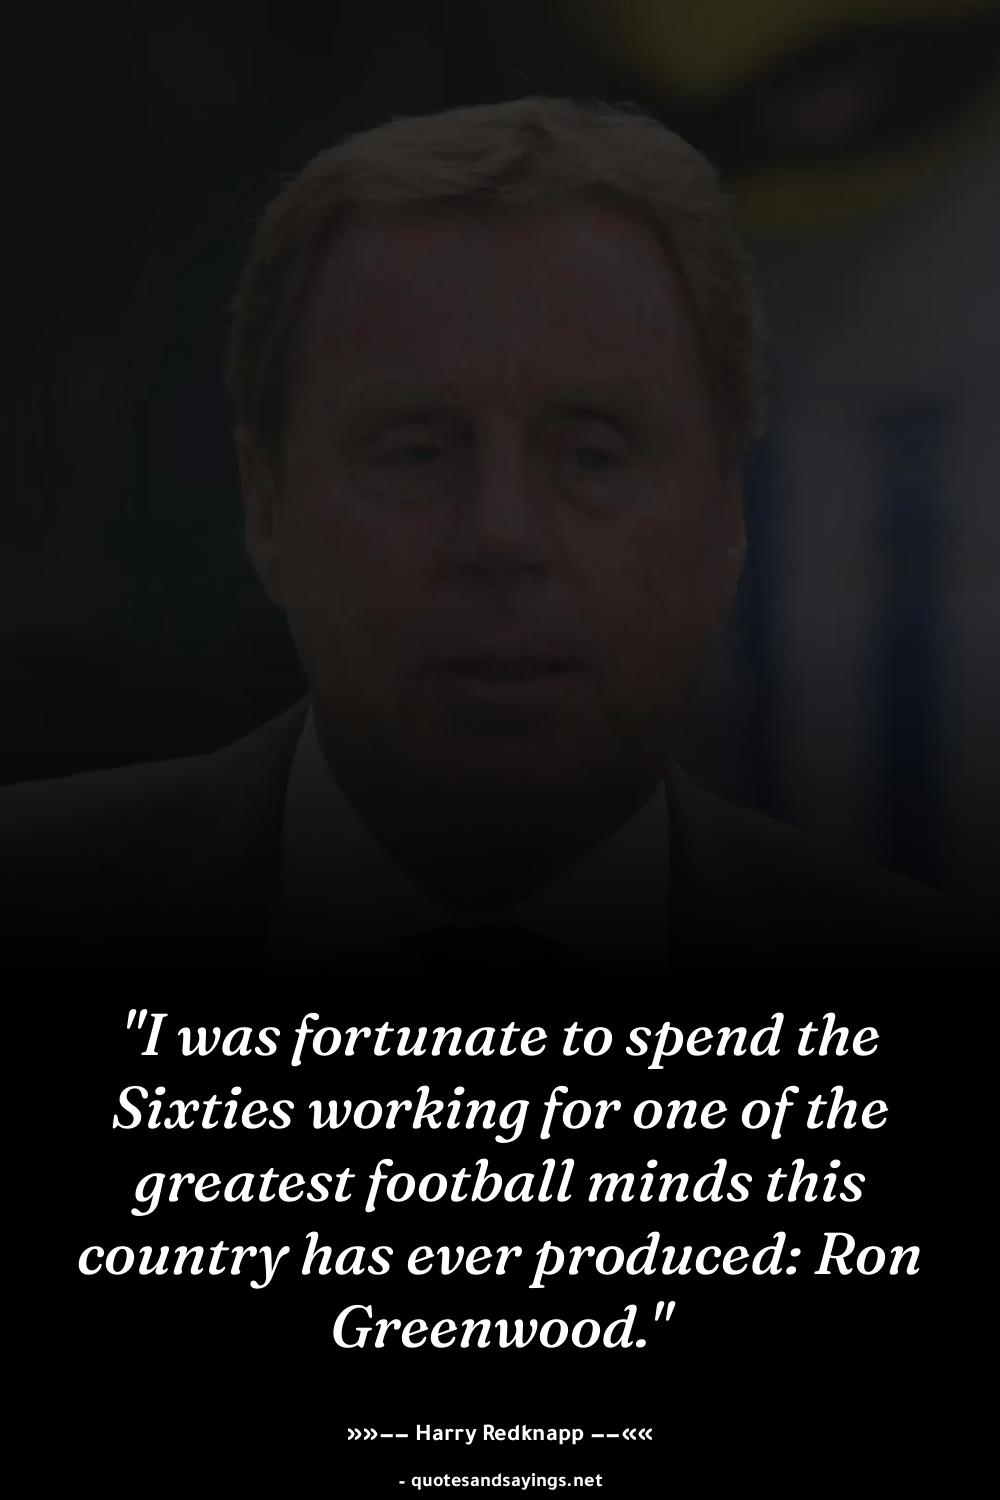 "I was fortunate to spend the
Sixties working for one of the
greatest football minds this
country has ever produced: Ron
Greenwood."
»»–– Harry Redknapp ––««
- quotesandsayings.net